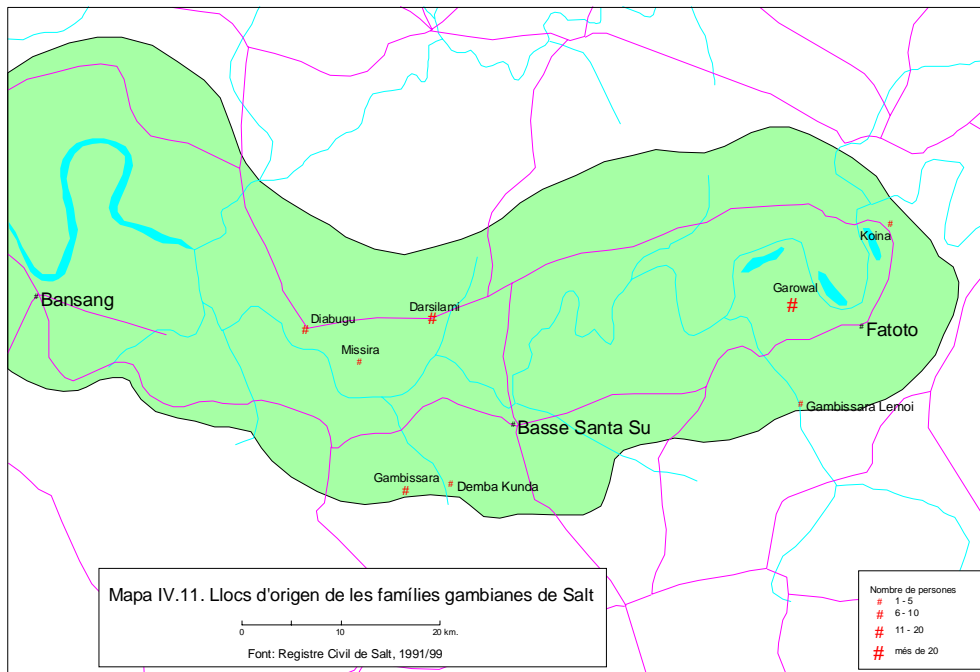 Koina
Garowal
Bansang
Darsilami
Diabugu
Fatoto
Missira
Gambissara Lemoi
Basse Santa Su
Gambissara
Demba Kunda
Mapa IV.11. Llocs d'origen de les famílies gambianes de Salt
0 10 20 km.
Font: Registre Civil de Salt, 1991/99
Nombre de persones
# 1 - 5
# 6 - 10
# 11 - 20
# més de 20